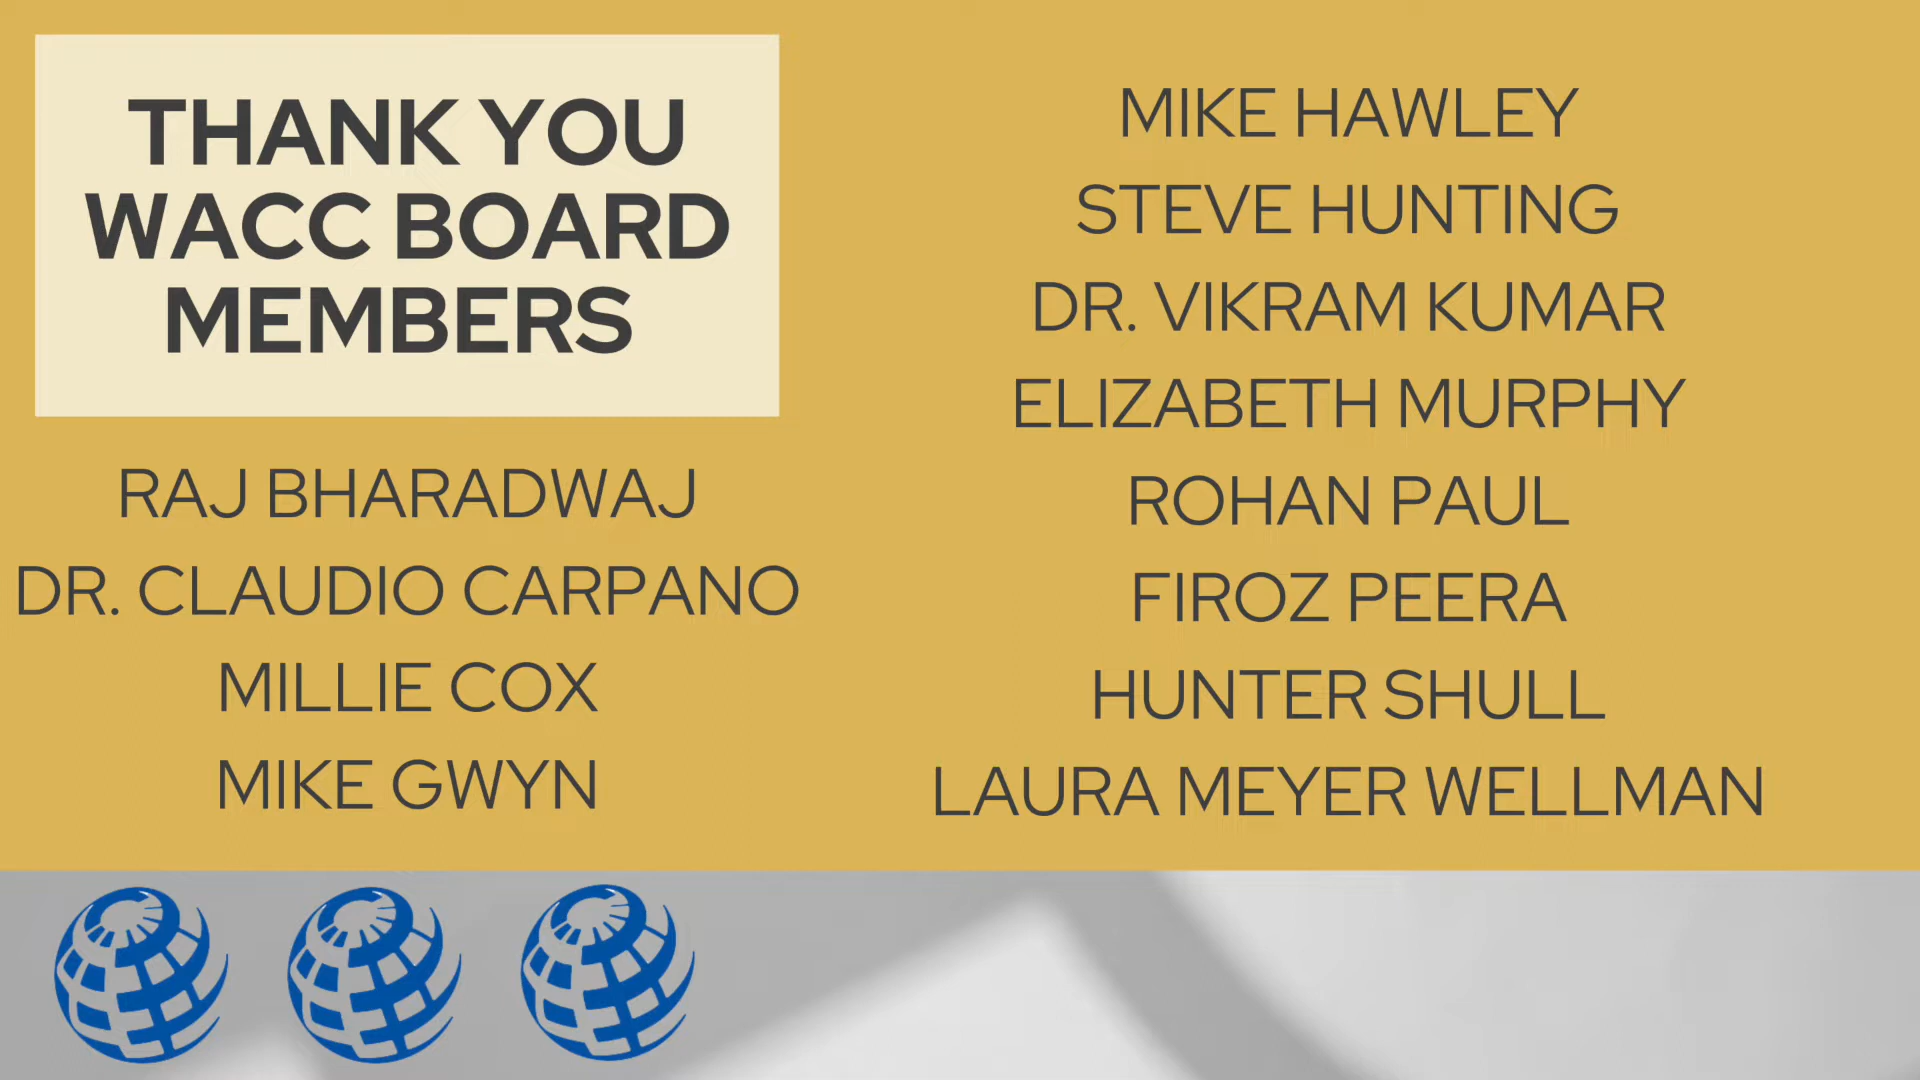 THANK YOU
WACC BOARD
MEMBERS
RAJ BHARADWAJ
DR. CLAUDIO CARPANO
MILLIE COX
MIKE GWYN
MIKE HAWLEY
STEVE HUNTING
DR. VIKRAM KUMAR
ELIZABETH MURPHY
ROHAN PAUL
FIROZ PEERA
HUNTER SHULL
LAURA MEYER WELLMAN